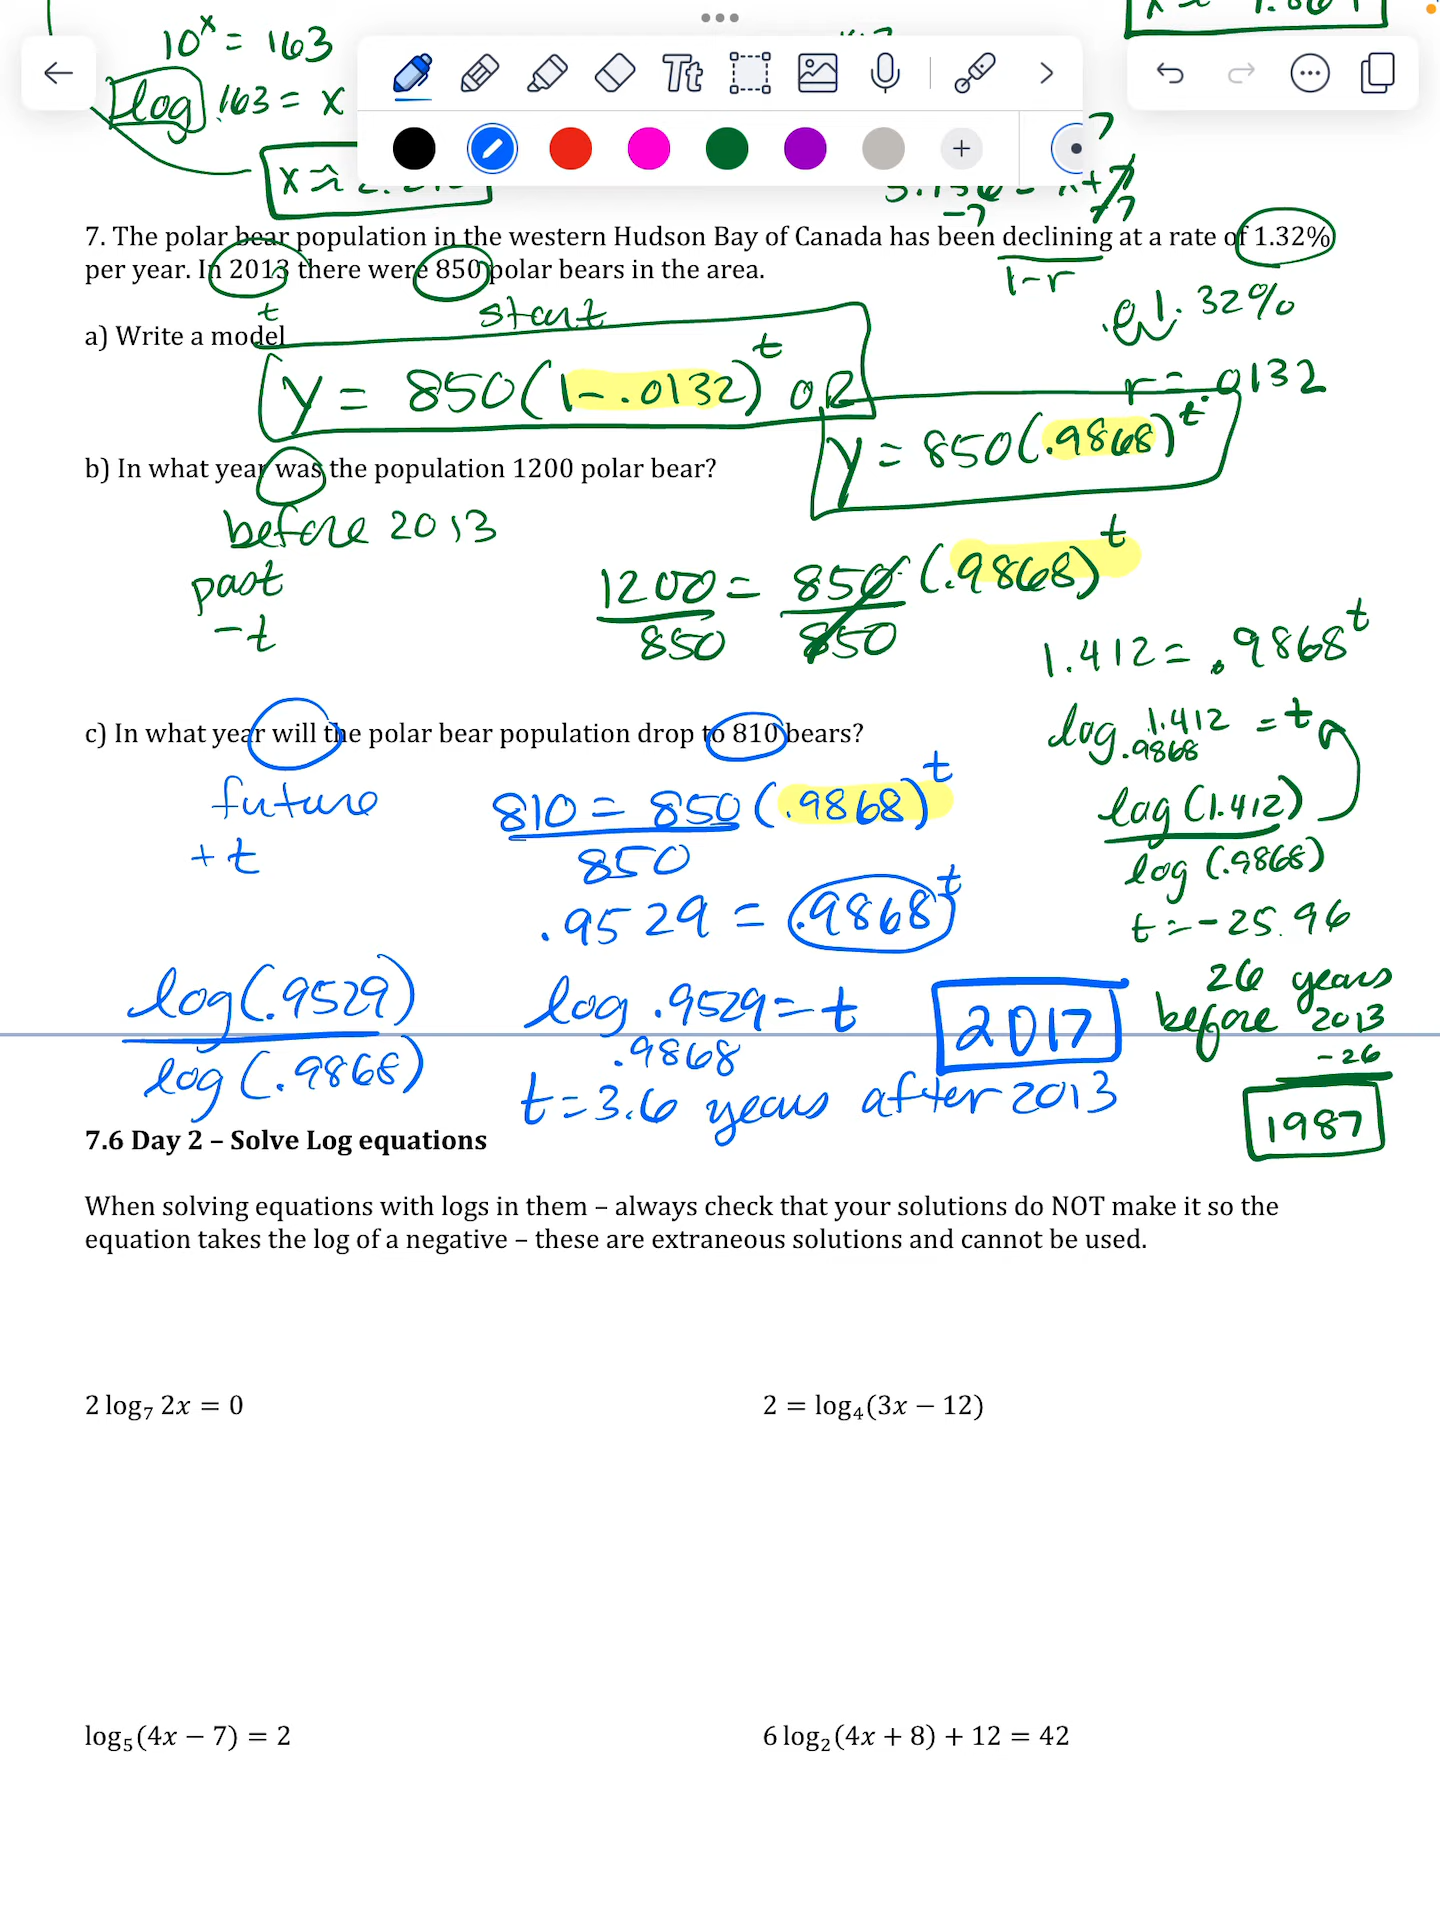 10^x = 163
log 163 = x
Tt
x ≈
-7
7. The polar bear population in the western Hudson Bay of Canada has been declining at a rate of 1.32%
per year. In 2013 there were 850 polar bears in the area.
1-r
t
start
1.32%
a) Write a model
y = 850(1-.0132)^t OR
r = .0132
y = 850(.9868)^t
b) In what year was the population 1200 polar bear?
before 2013
past
-t
1200 = 850 (.9868)^t
850 850
1.412 = .9868^t
log.9868 1.412 = t
c) In what year will the polar bear population drop to 810 bears?
future
+t
810 = 850 (.9868)^t
850
log (1.412)
log (.9868)
.9529 = (.9868)^t
t = -25.96
log(.9529)
log (.9868)
log.9868 .9529 = t
2017
26 years
before 2013
-26
1987
t = 3.6 years after 2013
7.6 Day 2 – Solve Log equations
When solving equations with logs in them – always check that your solutions do NOT make it so the
equation takes the log of a negative – these are extraneous solutions and cannot be used.
2 log₇ 2x = 0
2 = log₄(3x − 12)
log₅(4x − 7) = 2
6 log₂(4x + 8) + 12 = 42